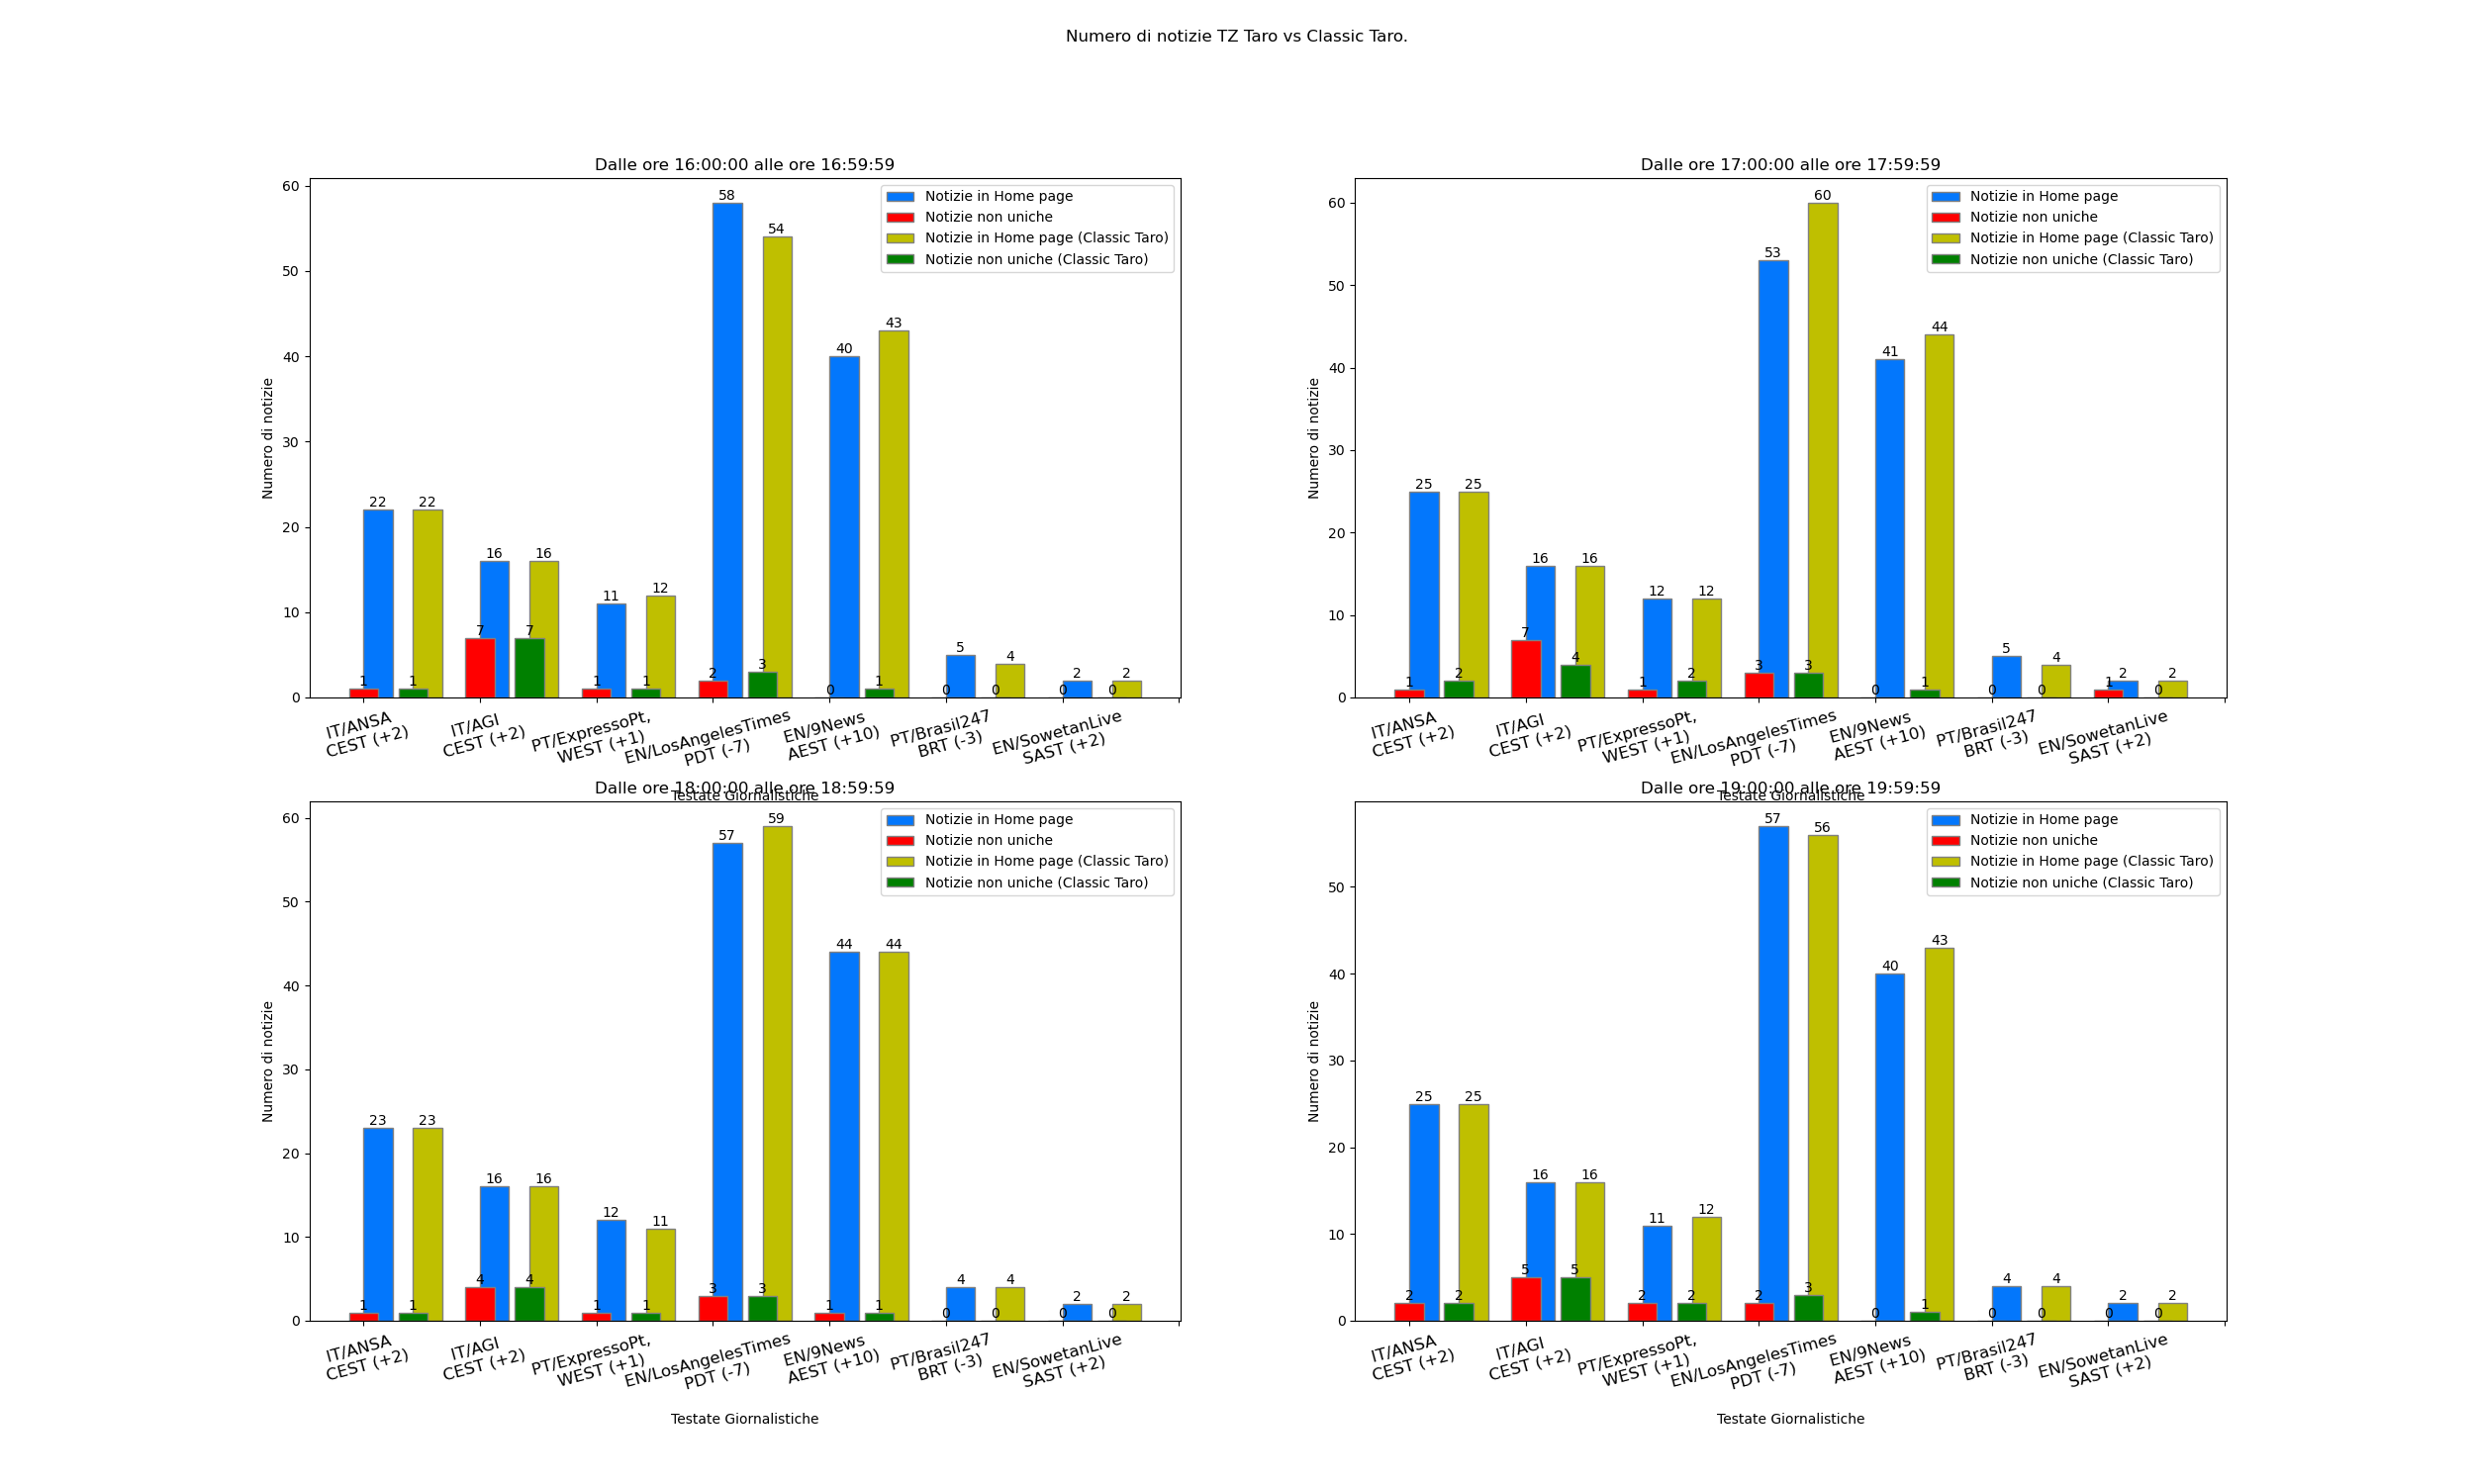 Numero di notizie TZ Taro vs Classic Taro.
Dalle ore 16:00:00 alle ore 16:59:59
Numero di notizie
60
50
40
30
20
10
0
Notizie in Home page
Notizie non uniche
Notizie in Home page (Classic Taro)
Notizie non uniche (Classic Taro)
22
22
16
16
11
12
58
54
40
43
5
4
2
2
1
1
7
7
1
1
2
3
0
1
0
0
0
0
IT/ANSA
CEST (+2)
IT/AGI
CEST (+2)
PT/ExpressoPt,
WEST (+1)
EN/LosAngelesTimes
PDT (-7)
EN/9News
AEST (+10)
PT/Brasil247
BRT (-3)
EN/SowetanLive
SAST (+2)
Testate Giornalistiche
Dalle ore 17:00:00 alle ore 17:59:59
Numero di notizie
60
50
40
30
20
10
0
Notizie in Home page
Notizie non uniche
Notizie in Home page (Classic Taro)
Notizie non uniche (Classic Taro)
25
25
16
16
12
12
53
60
41
44
5
4
2
2
1
2
7
4
1
2
3
3
0
1
0
0
1
0
IT/ANSA
CEST (+2)
IT/AGI
CEST (+2)
PT/ExpressoPt,
WEST (+1)
EN/LosAngelesTimes
PDT (-7)
EN/9News
AEST (+10)
PT/Brasil247
BRT (-3)
EN/SowetanLive
SAST (+2)
Testate Giornalistiche
Dalle ore 18:00:00 alle ore 18:59:59
Numero di notizie
60
50
40
30
20
10
0
Notizie in Home page
Notizie non uniche
Notizie in Home page (Classic Taro)
Notizie non uniche (Classic Taro)
23
23
16
16
12
11
57
59
44
44
4
4
2
2
1
1
4
4
1
1
3
3
1
1
0
0
0
0
IT/ANSA
CEST (+2)
IT/AGI
CEST (+2)
PT/ExpressoPt,
WEST (+1)
EN/LosAngelesTimes
PDT (-7)
EN/9News
AEST (+10)
PT/Brasil247
BRT (-3)
EN/SowetanLive
SAST (+2)
Testate Giornalistiche
Dalle ore 19:00:00 alle ore 19:59:59
Numero di notizie
50
40
30
20
10
0
Notizie in Home page
Notizie non uniche
Notizie in Home page (Classic Taro)
Notizie non uniche (Classic Taro)
25
25
16
16
11
12
57
56
40
43
4
4
2
2
2
2
5
5
2
2
2
3
0
1
0
0
0
0
IT/ANSA
CEST (+2)
IT/AGI
CEST (+2)
PT/ExpressoPt,
WEST (+1)
EN/LosAngelesTimes
PDT (-7)
EN/9News
AEST (+10)
PT/Brasil247
BRT (-3)
EN/SowetanLive
SAST (+2)
Testate Giornalistiche